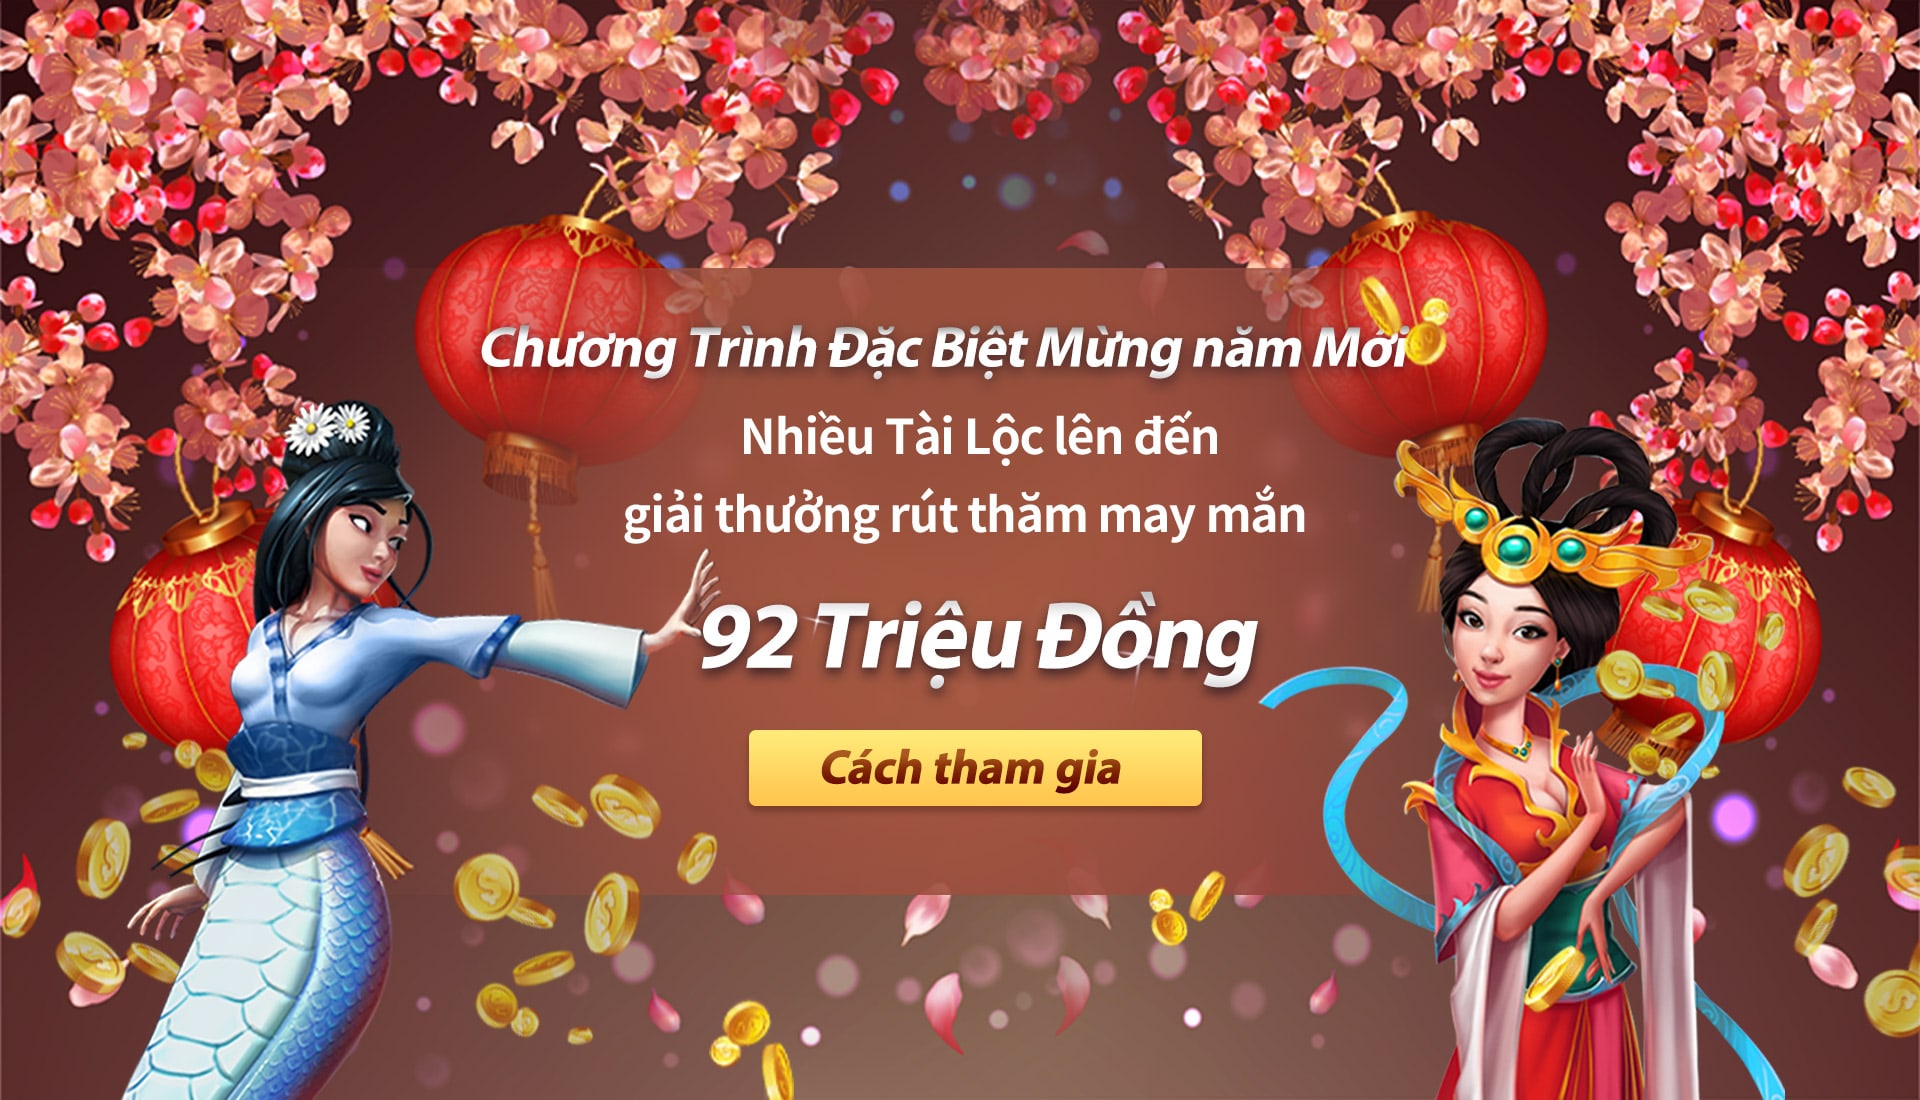 Chương Trình Đặc Biệt Mừng năm Mới
Nhiều Tài Lộc lên đến
giải thưởng rút thăm may mắn
92 Triệu Đồng
Cách tham gia